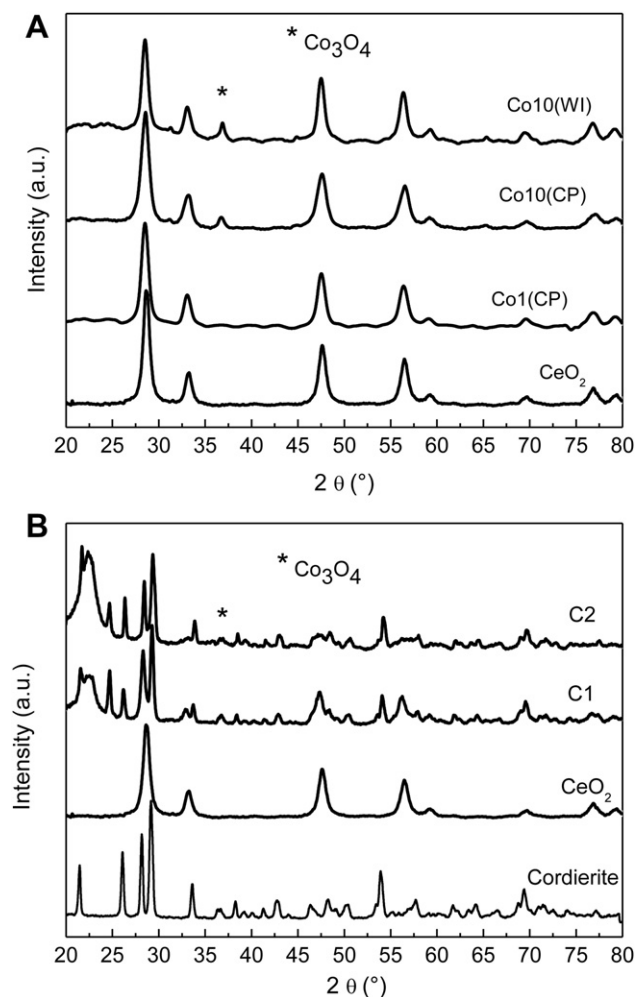 A
* Co3O4
*
Co10(WI)
Co10(CP)
Co1(CP)
CeO2
Intensity (a.u.)
20 25 30 35 40 45 50 55 60 65 70 75 80
2 θ (°)
B
* Co3O4
*
C2
C1
CeO2
Cordierite
Intensity (a.u.)
20 25 30 35 40 45 50 55 60 65 70 75 80
2 θ (°)